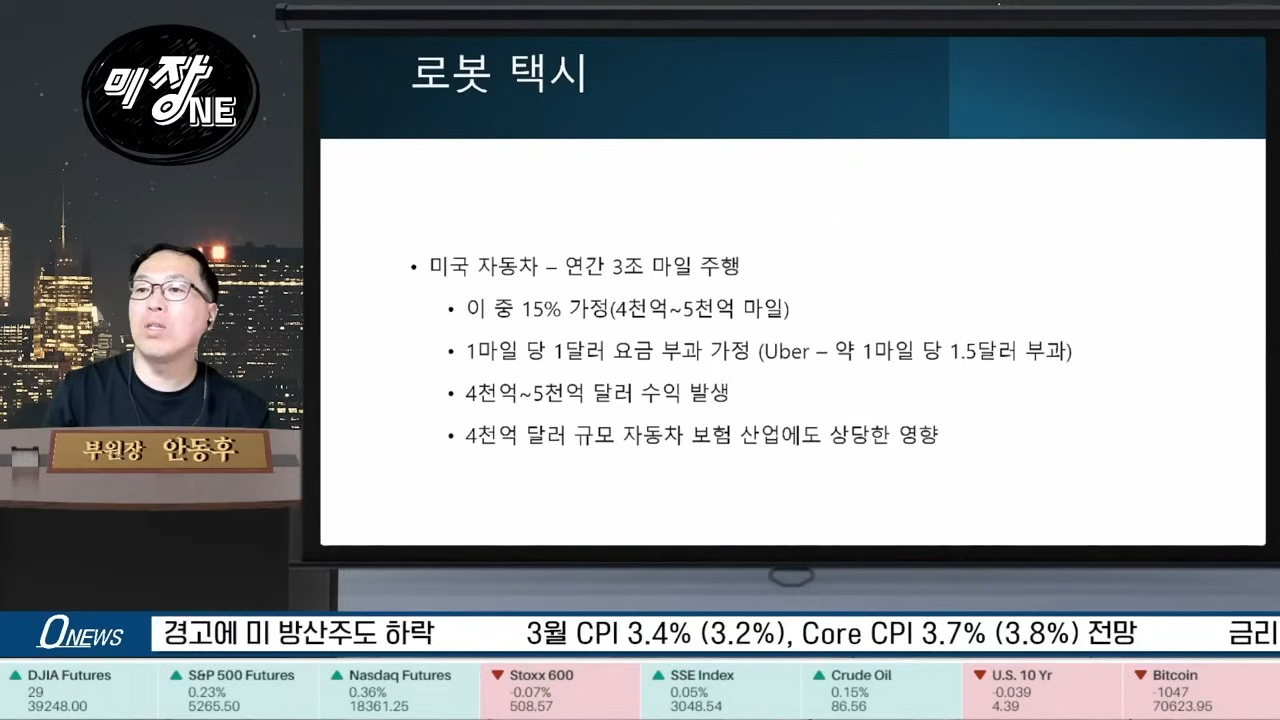 미장
NE
로봇 택시
• 미국 자동차 – 연간 3조 마일 주행
• 이 중 15% 가정(4천억~5천억 마일)
• 1마일 당 1달러 요금 부과 가정 (Uber – 약 1마일 당 1.5달러 부과)
• 4천억~5천억 달러 수익 발생
• 4천억 달러 규모 자동차 보험 산업에도 상당한 영향
부원장 안동후
ONEWS
경고에 미 방산주도 하락 3월 CPI 3.4% (3.2%), Core CPI 3.7% (3.8%) 전망 금리
▲ DJIA Futures
29
39248.00
▲ S&P 500 Futures
0.23%
5265.50
▲ Nasdaq Futures
0.36%
18361.25
▼ Stoxx 600
-0.07%
508.57
▲ SSE Index
0.05%
3048.54
▲ Crude Oil
0.15%
86.56
▼ U.S. 10 Yr
-0.039
4.39
▼ Bitcoin
-1047
70623.95